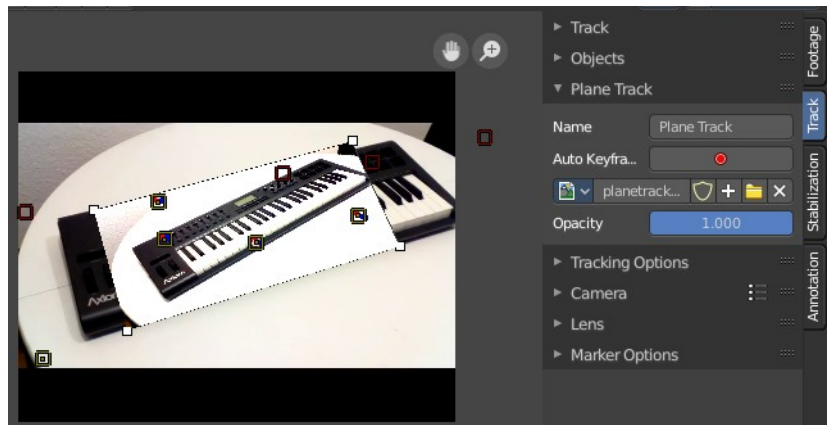 Track
Objects
Plane Track
Name Plane Track
Auto Keyfra...
planetrack...
Opacity 1.000
Tracking Options
Camera
Lens
Marker Options
Footage
Track
Stabilization
Annotation
Axiom